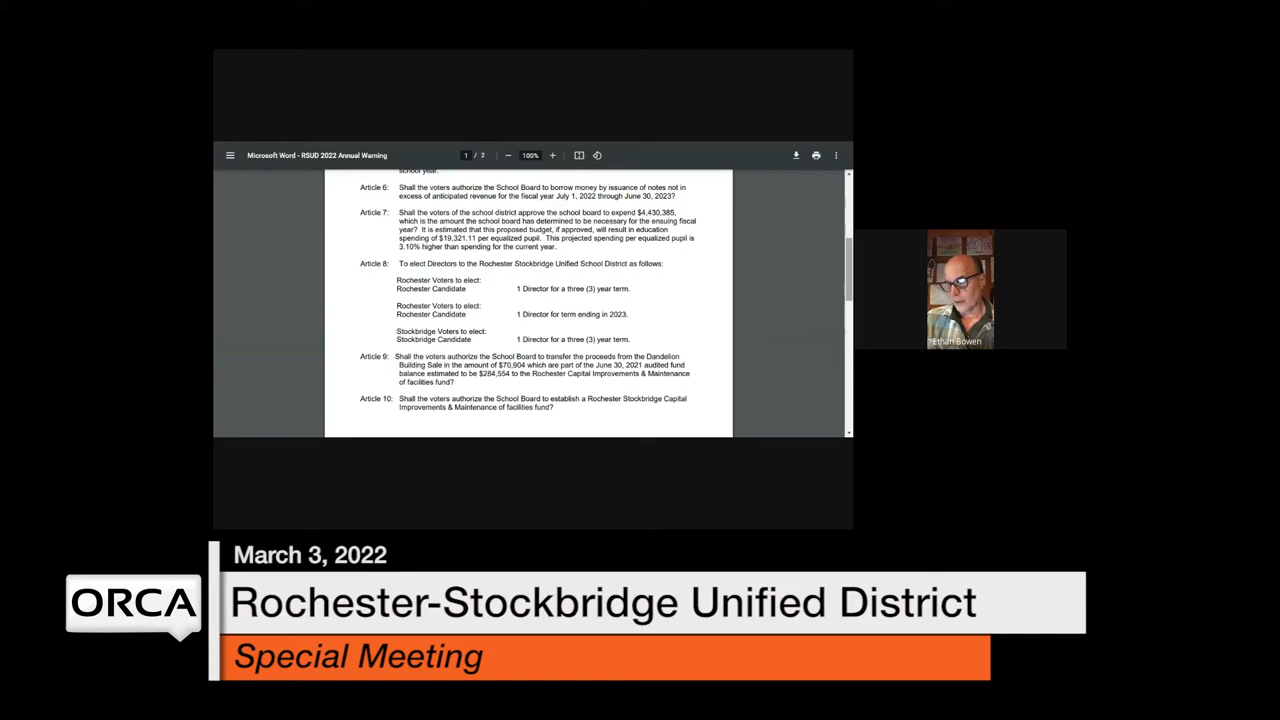 Microsoft Word - RSUD 2022 Annual Warning
1 / 2
100%
school year.
Article 6: Shall the voters authorize the School Board to borrow money by issuance of notes not in
excess of anticipated revenue for the fiscal year July 1, 2022 through June 30, 2023?
Article 7: Shall the voters of the school district approve the school board to expend $4,430,385,
which is the amount the school board has determined to be necessary for the ensuing fiscal
year? It is estimated that this proposed budget, if approved, will result in education
spending of $19,321.11 per equalized pupil. This projected spending per equalized pupil is
3.10% higher than spending for the current year.
Article 8: To elect Directors to the Rochester Stockbridge Unified School District as follows:
Rochester Voters to elect:
Rochester Candidate 1 Director for a three (3) year term.
Rochester Voters to elect:
Rochester Candidate 1 Director for term ending in 2023.
Stockbridge Voters to elect:
Stockbridge Candidate 1 Director for a three (3) year term.
Article 9: Shall the voters authorize the School Board to transfer the proceeds from the Dandelion
Building Sale in the amount of $70,904 which are part of the June 30, 2021 audited fund
balance estimated to be $284,554 to the Rochester Capital Improvements & Maintenance
of facilities fund?
Article 10: Shall the voters authorize the School Board to establish a Rochester Stockbridge Capital
Improvements & Maintenance of facilities fund?
Ethan Bowen
March 3, 2022
ORCA
Rochester-Stockbridge Unified District
Special Meeting